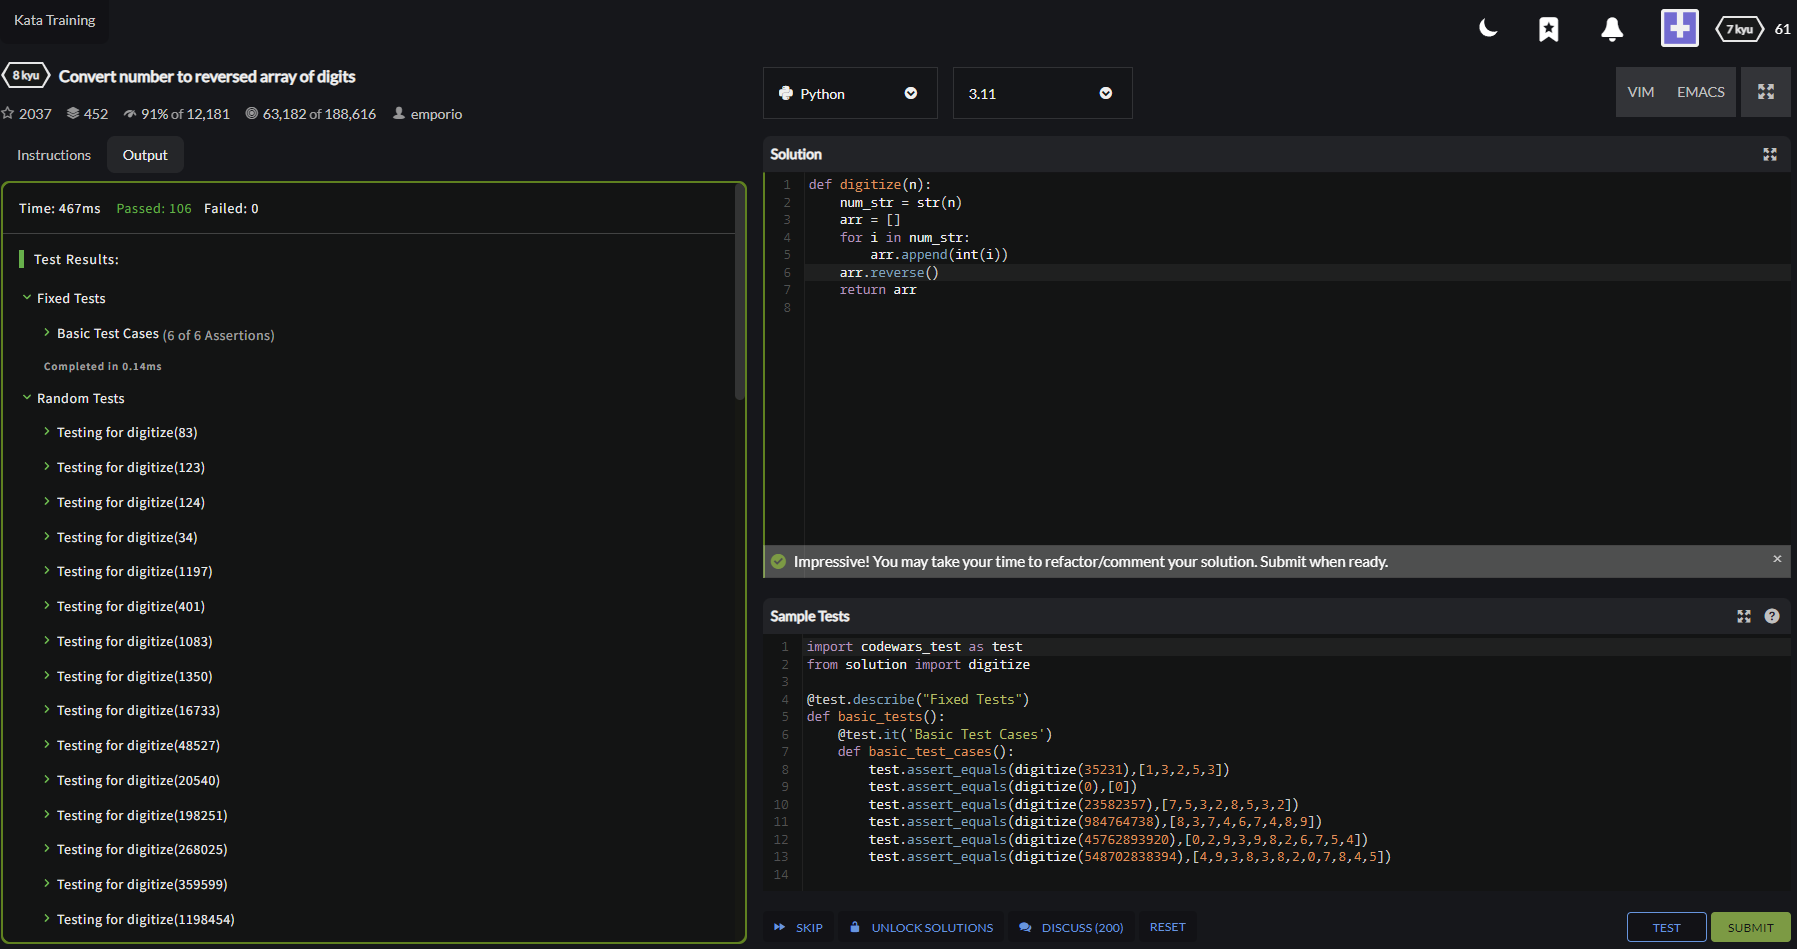 Kata Training
7 kyu 61
8 kyu Convert number to reversed array of digits
2037 452 91% of 12,181 63,182 of 188,616 emporio
Instructions Output
Time: 467ms Passed: 106 Failed: 0
Test Results:
Fixed Tests
Basic Test Cases (6 of 6 Assertions)
Completed in 0.14ms
Random Tests
Testing for digitize(83)
Testing for digitize(123)
Testing for digitize(124)
Testing for digitize(34)
Testing for digitize(1197)
Testing for digitize(401)
Testing for digitize(1083)
Testing for digitize(1350)
Testing for digitize(16733)
Testing for digitize(48527)
Testing for digitize(20540)
Testing for digitize(198251)
Testing for digitize(268025)
Testing for digitize(359599)
Testing for digitize(1198454)
Python 3.11 VIM EMACS
Solution
1 def digitize(n):
2     num_str = str(n)
3     arr = []
4     for i in num_str:
5         arr.append(int(i))
6     arr.reverse()
7     return arr
8
Impressive! You may take your time to refactor/comment your solution. Submit when ready. ×
Sample Tests ?
1 import codewars_test as test
2 from solution import digitize
3
4 @test.describe("Fixed Tests")
5 def basic_tests():
6     @test.it('Basic Test Cases')
7     def basic_test_cases():
8         test.assert_equals(digitize(35231),[1,3,2,5,3])
9         test.assert_equals(digitize(0),[0])
10         test.assert_equals(digitize(23582357),[7,5,3,2,8,5,3,2])
11         test.assert_equals(digitize(984764738),[8,3,7,4,6,7,4,8,9])
12         test.assert_equals(digitize(45762893920),[0,2,9,3,9,8,2,6,7,5,4])
13         test.assert_equals(digitize(548702838394),[4,9,3,8,3,8,2,0,7,8,4,5])
14
SKIP UNLOCK SOLUTIONS DISCUSS (200) RESET TEST SUBMIT